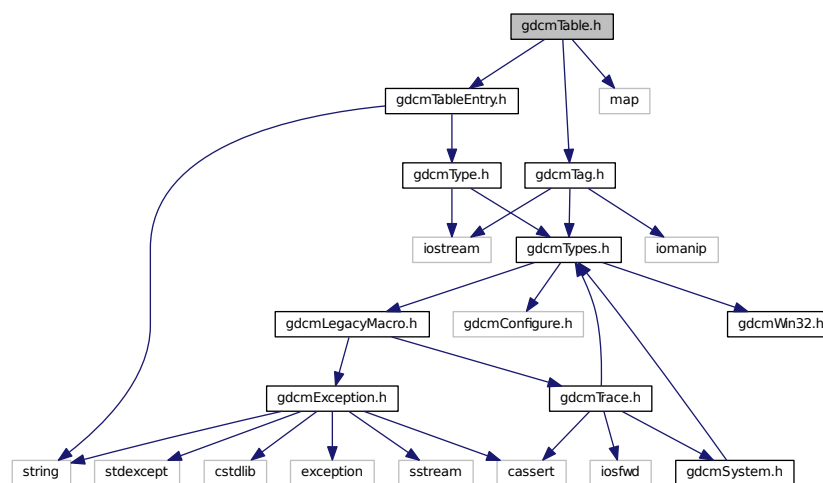 gdcmTable.h
gdcmTableEntry.h
map
gdcmType.h
gdcmTag.h
iostream
gdcmTypes.h
iomanip
gdcmLegacyMacro.h
gdcmConfigure.h
gdcmWin32.h
gdcmException.h
gdcmTrace.h
string
stdexcept
cstdlib
exception
sstream
cassert
iosfwd
gdcmSystem.h